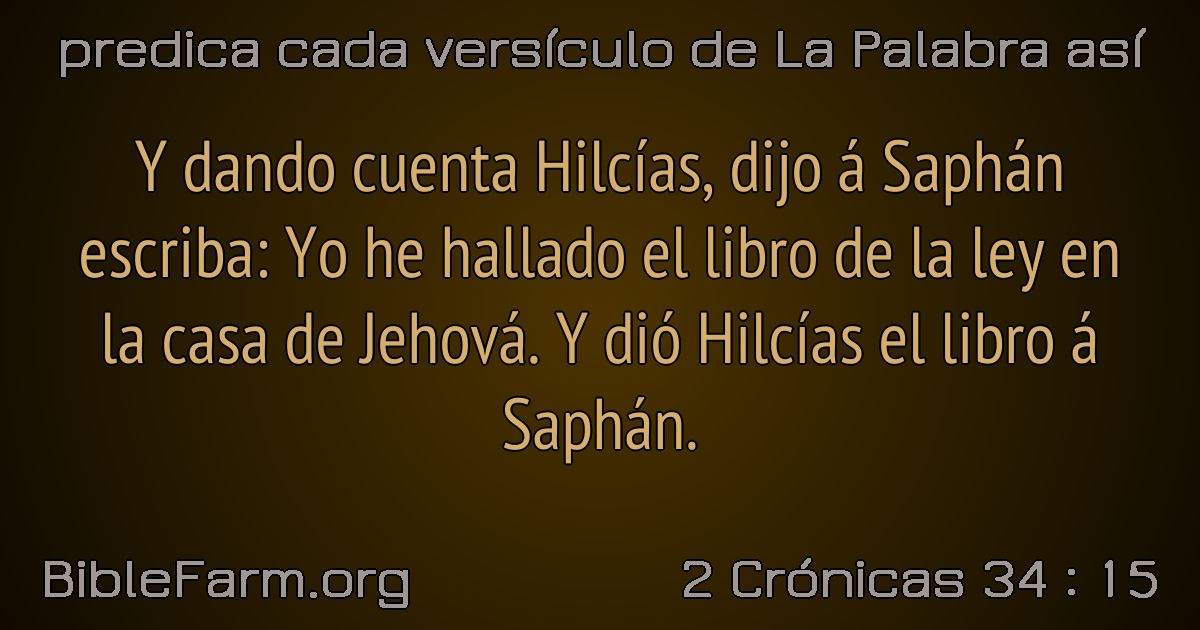 predica cada versículo de La Palabra así
Y dando cuenta Hilcías, dijo á Saphán
escriba: Yo he hallado el libro de la ley en
la casa de Jehová. Y dió Hilcías el libro á
Saphán.
BibleFarm.org
2 Crónicas 34 : 15